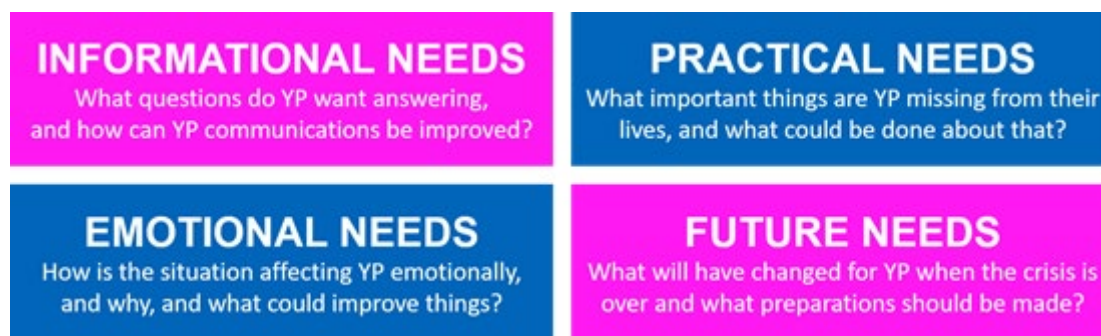 INFORMATIONAL NEEDS
What questions do YP want answering,
and how can YP communications be improved?
PRACTICAL NEEDS
What important things are YP missing from their
lives, and what could be done about that?
EMOTIONAL NEEDS
How is the situation affecting YP emotionally,
and why, and what could improve things?
FUTURE NEEDS
What will have changed for YP when the crisis is
over and what preparations should be made?